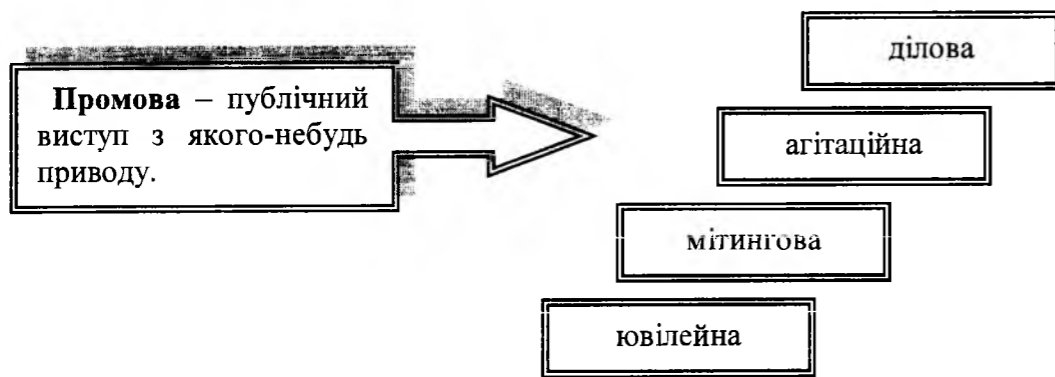 Промова – публічний
виступ з якого-небудь
приводу.
ділова
агітаційна
мітингова
ювілейна